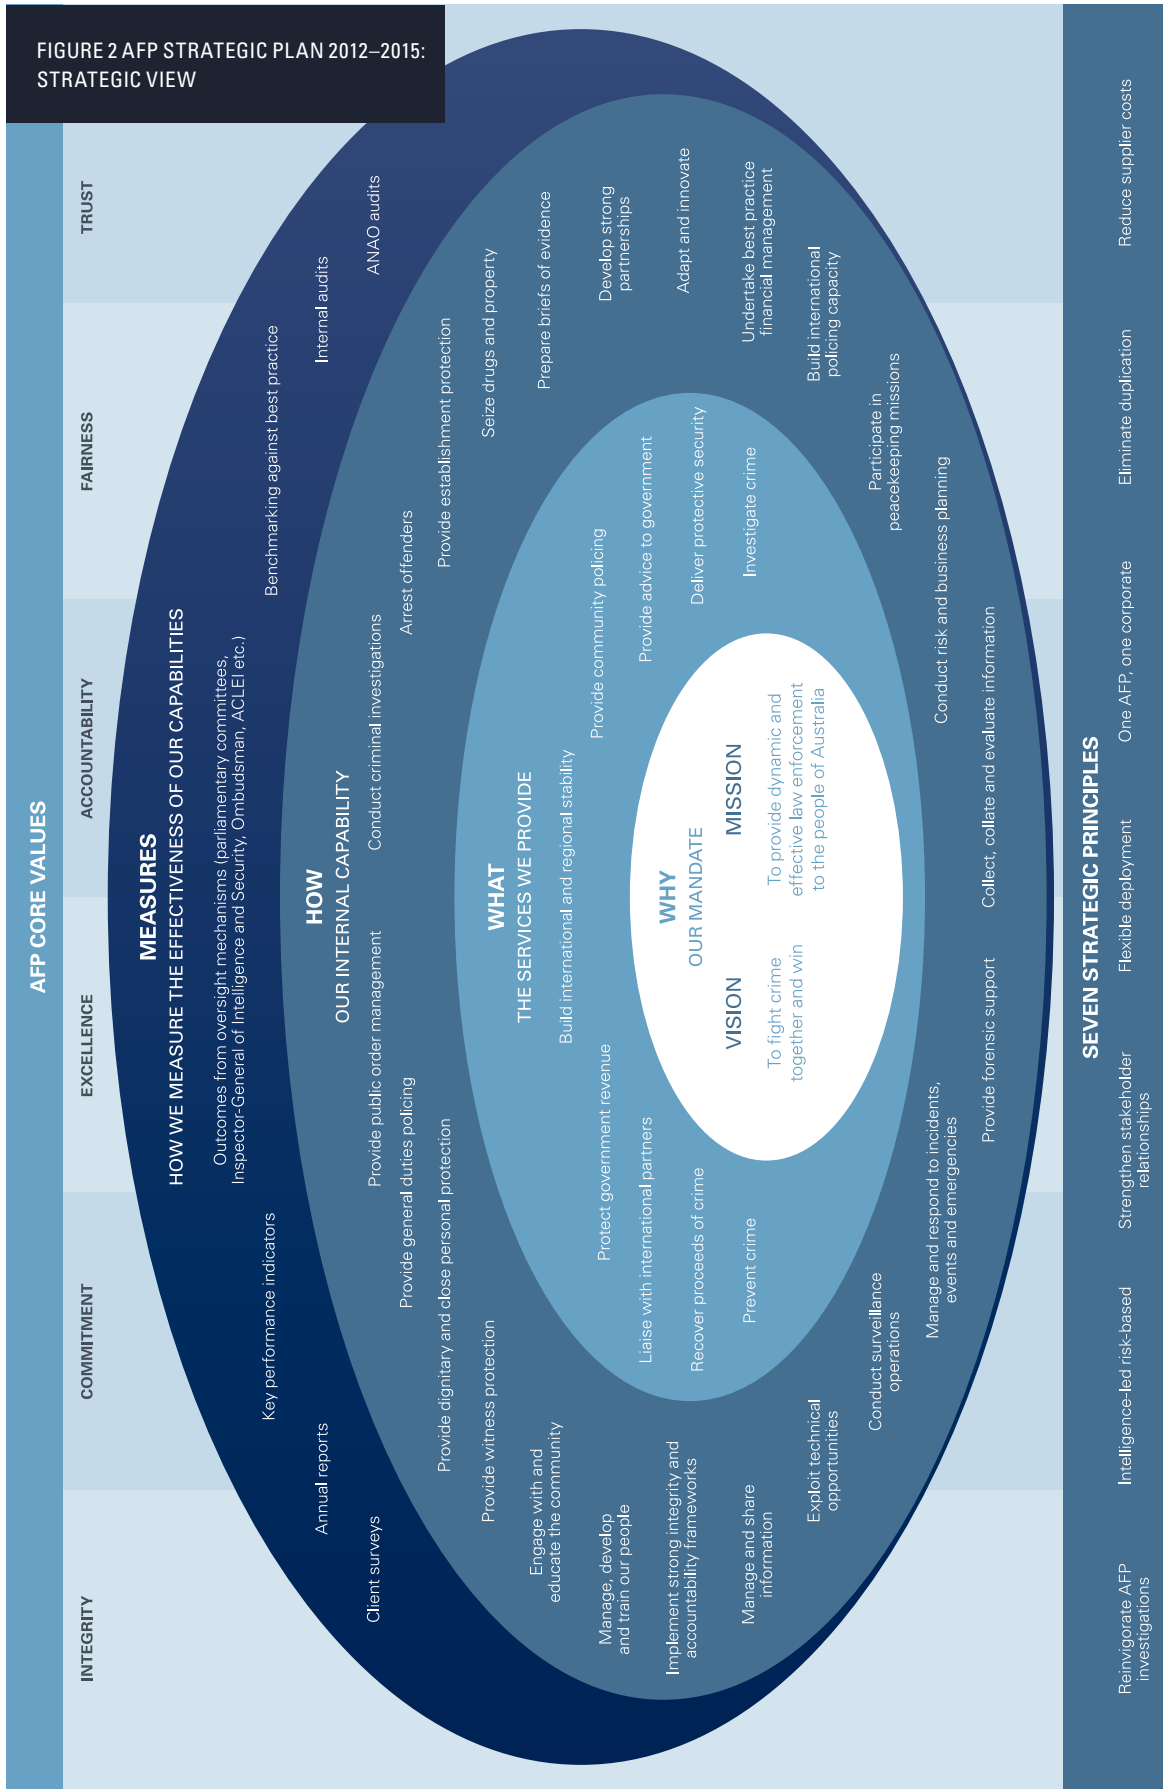 FIGURE 2 AFP STRATEGIC PLAN 2012–2015:
STRATEGIC VIEW
AFP CORE VALUES
INTEGRITY
COMMITMENT
EXCELLENCE
ACCOUNTABILITY
FAIRNESS
TRUST
MEASURES
HOW WE MEASURE THE EFFECTIVENESS OF OUR CAPABILITIES
Outcomes from oversight mechanisms (parliamentary committees,
Inspector-General of Intelligence and Security, Ombudsman, ACLEI etc.)
Key performance indicators
Benchmarking against best practice
Annual reports
Internal audits
Client surveys
ANAO audits
HOW
OUR INTERNAL CAPABILITY
Provide public order management
Conduct criminal investigations
Provide general duties policing
Arrest offenders
Provide dignitary and close personal protection
Provide establishment protection
Provide witness protection
Seize drugs and property
Engage with and
educate the community
Prepare briefs of evidence
Manage, develop
and train our people
Develop strong
partnerships
Implement strong integrity and
accountability frameworks
Adapt and innovate
Manage and share
information
Undertake best practice
financial management
Exploit technical
opportunities
Build international
policing capacity
Conduct surveillance
operations
Participate in
peacekeeping missions
Manage and respond to incidents,
events and emergencies
Conduct risk and business planning
Provide forensic support
Collect, collate and evaluate information
WHAT
THE SERVICES WE PROVIDE
Build international and regional stability
Protect government revenue
Provide community policing
Liaise with international partners
Provide advice to government
Recover proceeds of crime
Deliver protective security
Prevent crime
Investigate crime
WHY
OUR MANDATE
VISION
To fight crime
together and win
MISSION
To provide dynamic and
effective law enforcement
to the people of Australia
SEVEN STRATEGIC PRINCIPLES
Reinvigorate AFP
investigations
Intelligence-led risk-based
Strengthen stakeholder
relationships
Flexible deployment
One AFP, one corporate
Eliminate duplication
Reduce supplier costs